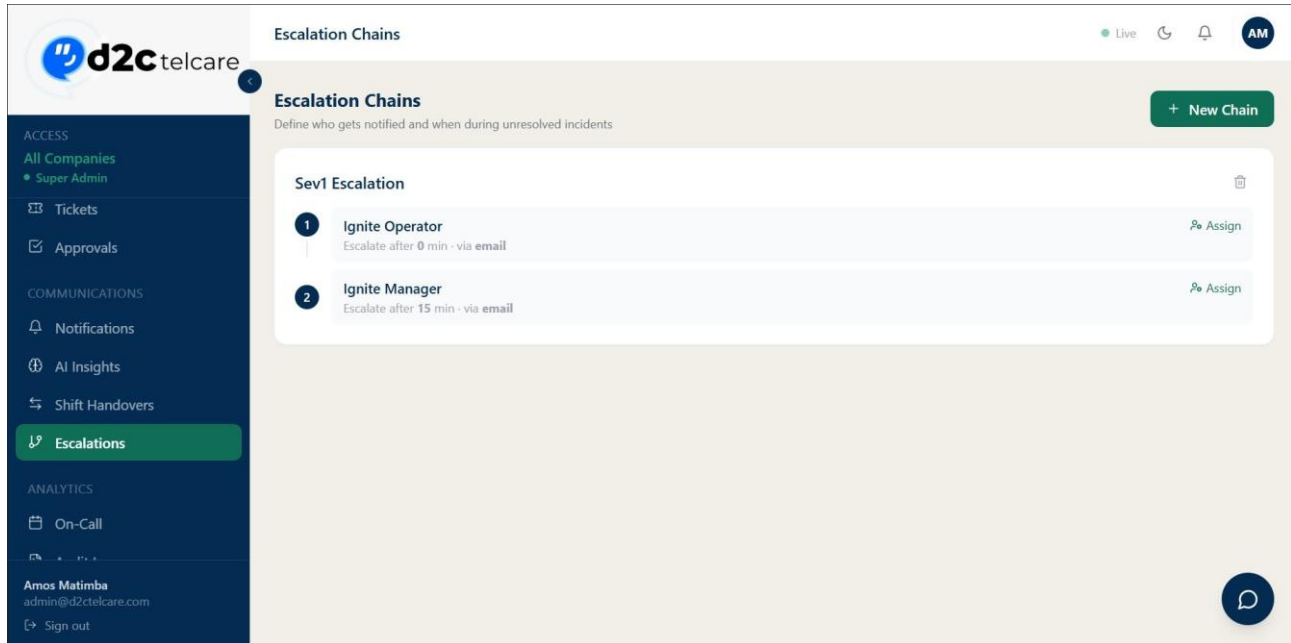 d2c telcare
ACCESS
All Companies
Super Admin
Tickets
Approvals
COMMUNICATIONS
Notifications
AI Insights
Shift Handovers
Escalations
ANALYTICS
On-Call
Amos Matimba
admin@d2ctelcare.com
Sign out
Escalation Chains
Live
AM
Escalation Chains
Define who gets notified and when during unresolved incidents
+ New Chain
Sev1 Escalation
1
Ignite Operator
Escalate after 0 min · via email
Assign
2
Ignite Manager
Escalate after 15 min · via email
Assign